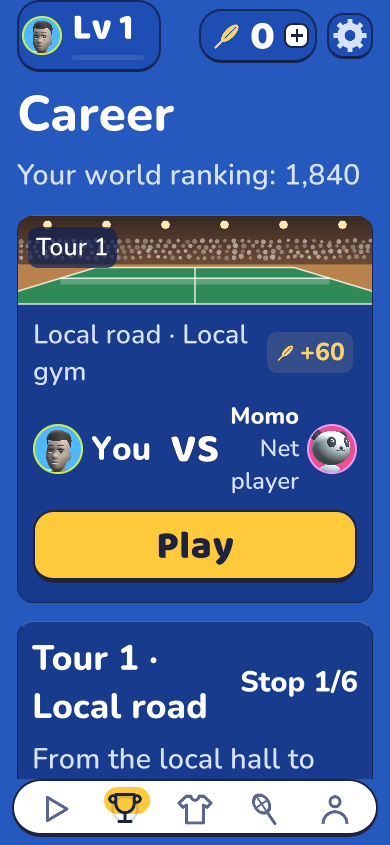 Lv 1
0
Career
Your world ranking: 1,840
Tour 1
Local road · Local
gym
+60
You
VS
Momo
Net
player
Play
Tour 1 ·
Local road
Stop 1/6
From the local hall to